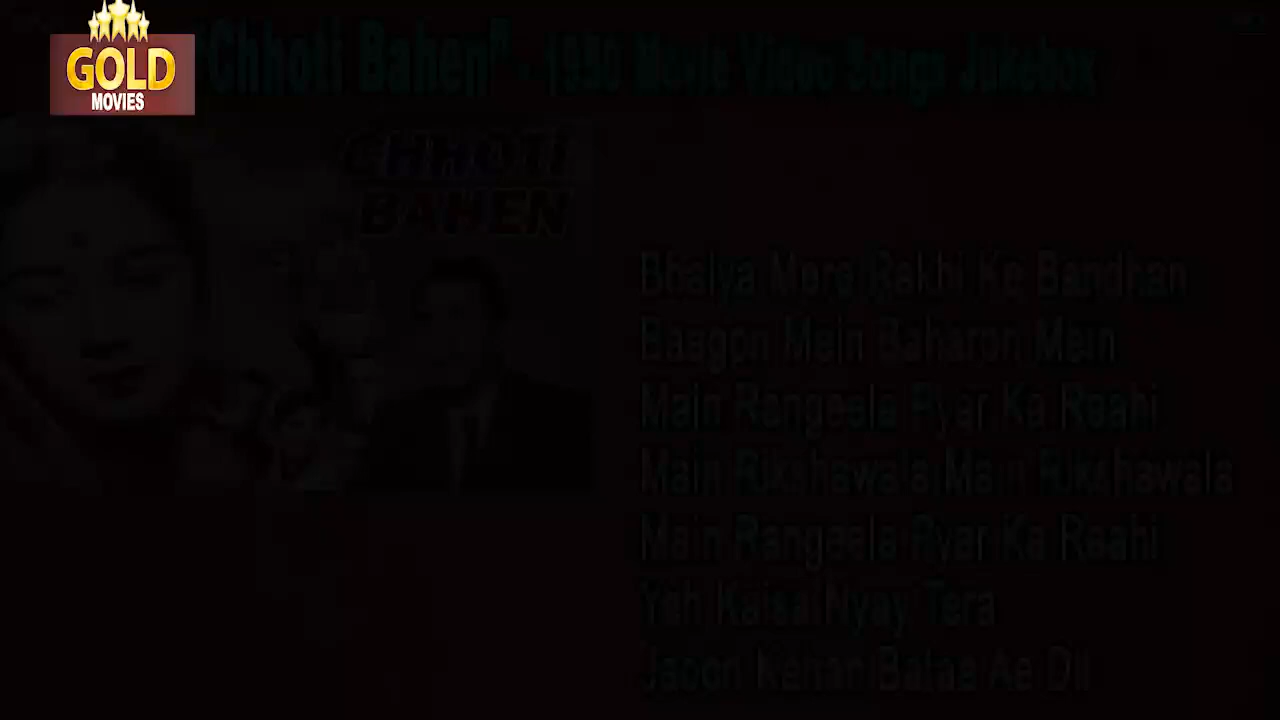 GOLD
MOVIES
"Chhoti Bahen" - 1959 Movie Video Songs Jukebox
CHHOTI
BAHEN
Bhaiya Mere Rakhi Ke Bandhan
Baagon Mein Baharon Mein
Main Rangeela Pyar Ka Raahi
Main Rikshawala Main Rikshawala
Main Rangeela Pyar Ka Raahi
Yeh Kaisa Nyay Tera
Jaoon Kahan Batae Ae Dil